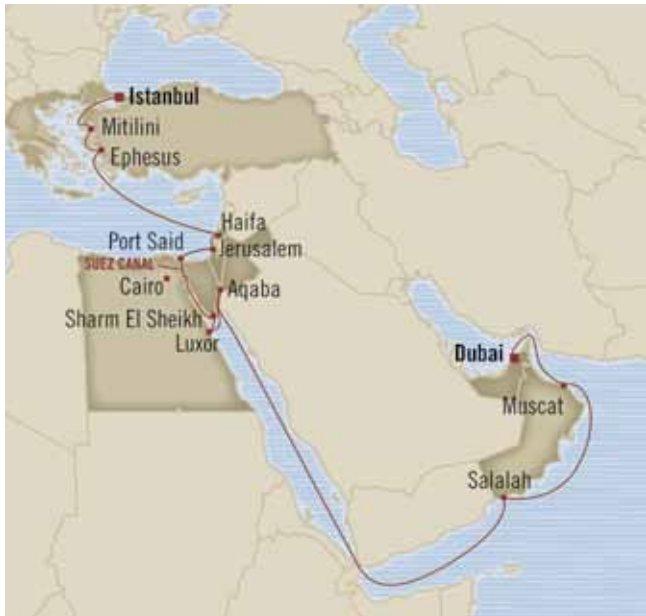 Istanbul
Mitilini
Ephesus
Haifa
Port Said
Jerusalem
SUEZ CANAL
Cairo
Aqaba
Sharm El Sheikh
Luxor
Dubai
Muscat
Salalah